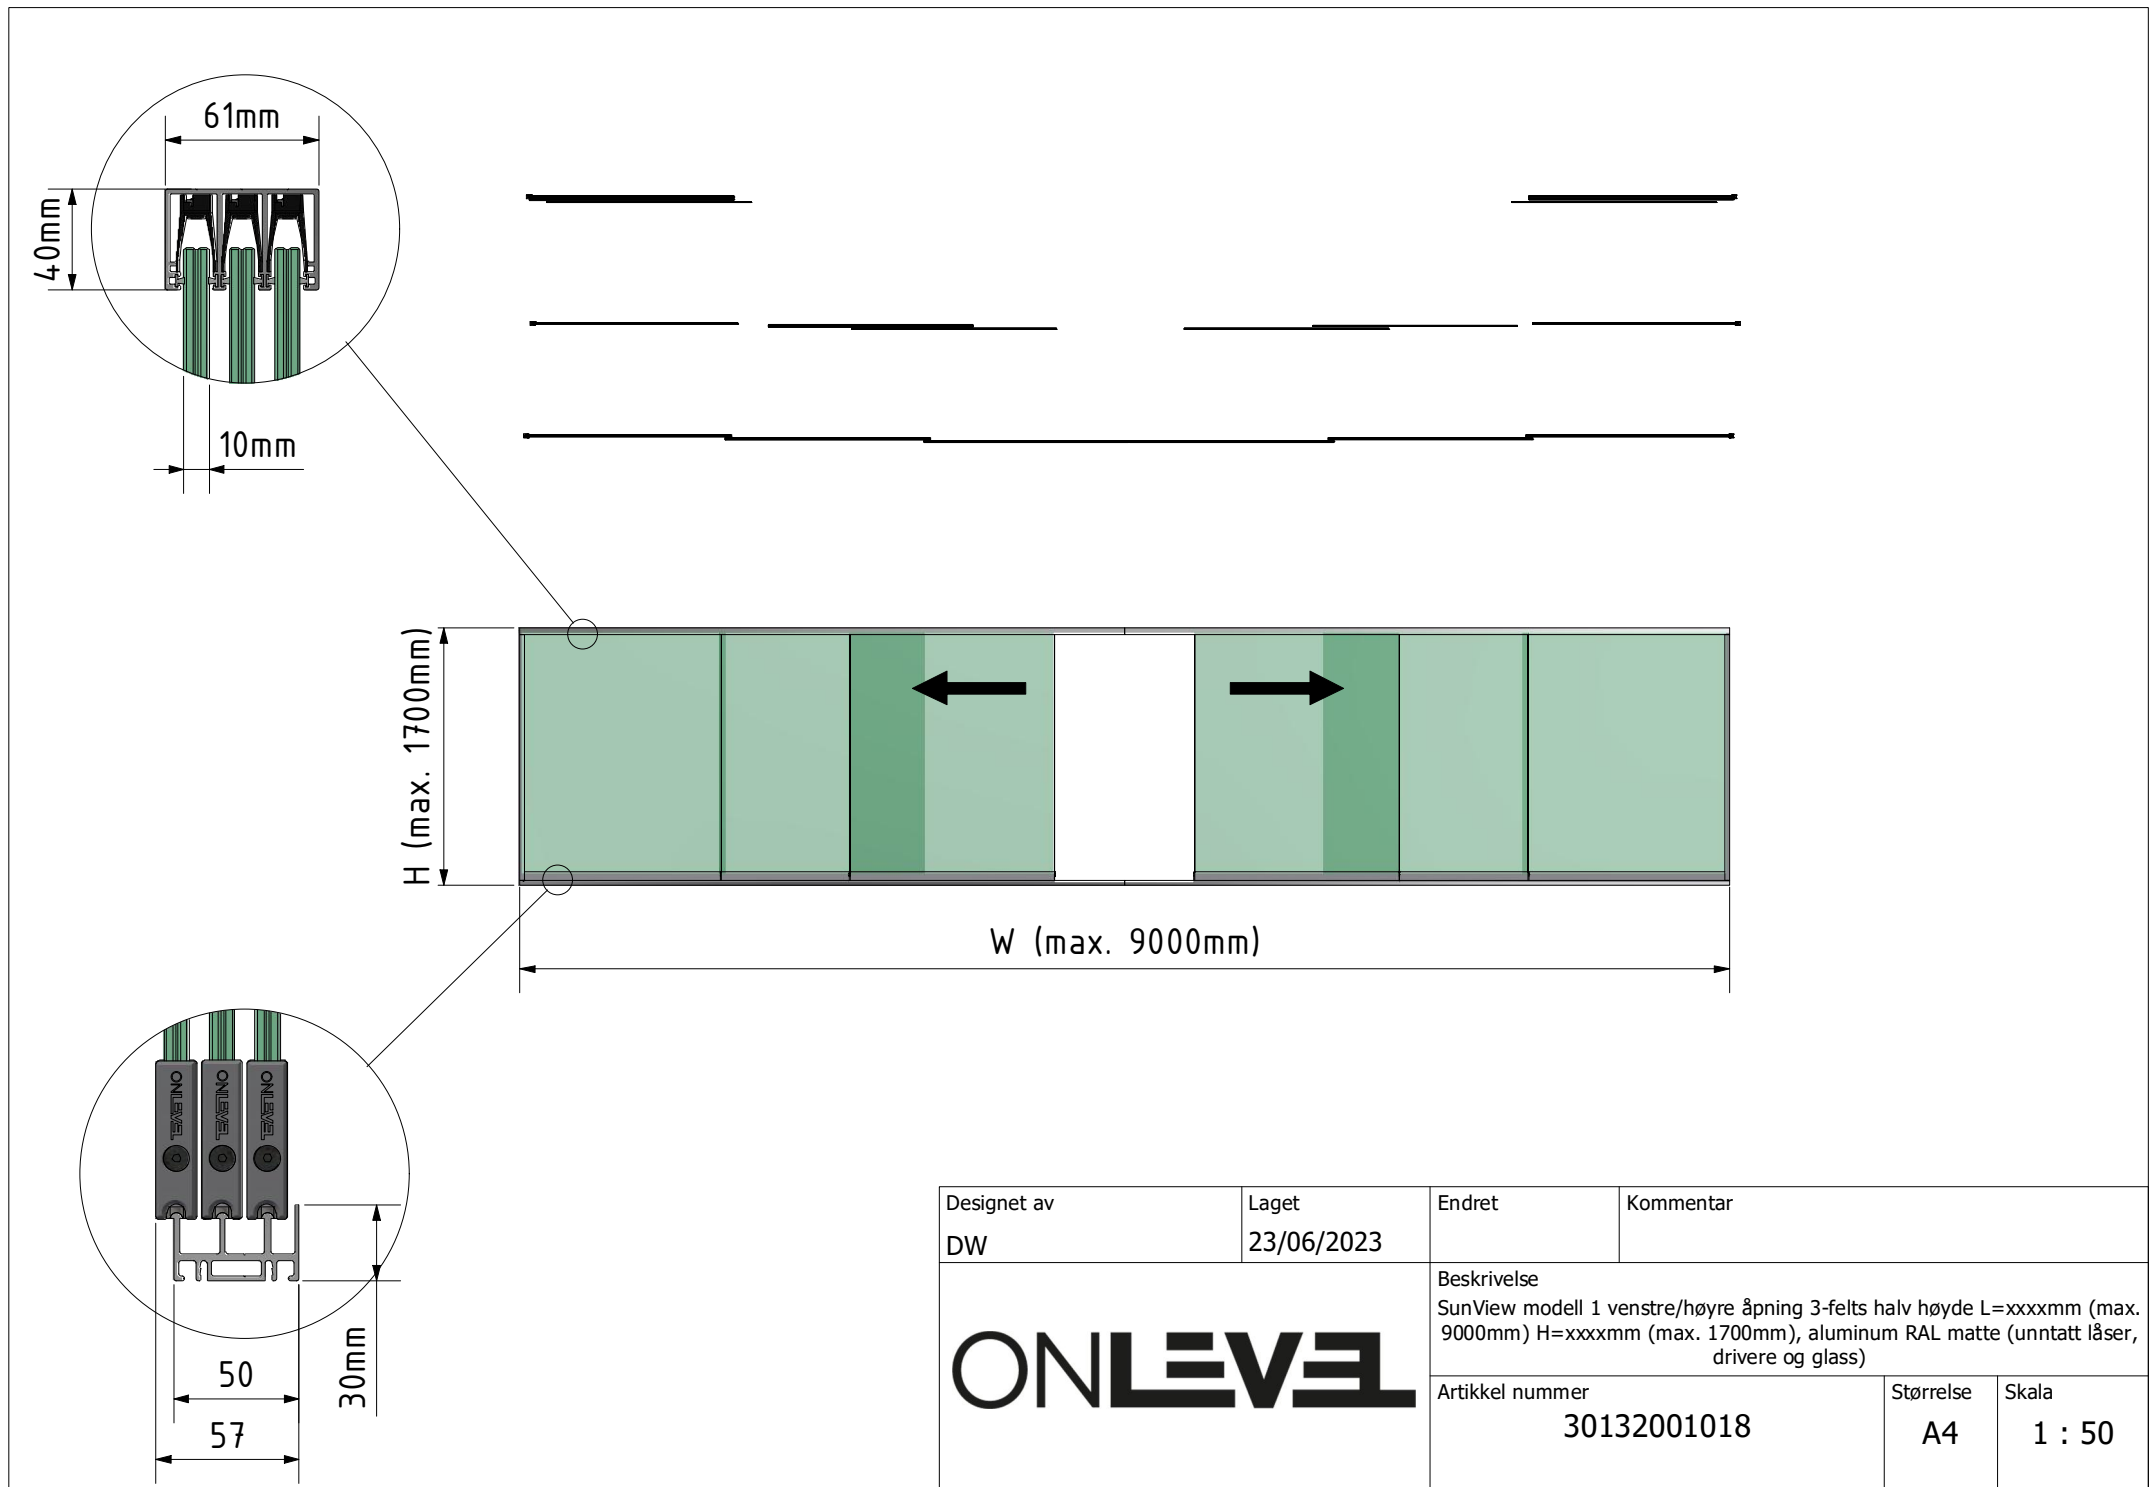 61mm
40mm
10mm
H (max. 1700mm)
W (max. 9000mm)
ONLEVEL
ONLEVEL
ONLEVEL
30mm
50
57
Designet av
DW
Laget
23/06/2023
Endret
Kommentar
ONLEVEL
Beskrivelse
SunView modell 1 venstre/høyre åpning 3-felts halv høyde L=xxxxmm (max.
9000mm) H=xxxxmm (max. 1700mm), aluminum RAL matte (unntatt låser,
drivere og glass)
Artikkel nummer
30132001018
Størrelse
A4
Skala
1 : 50